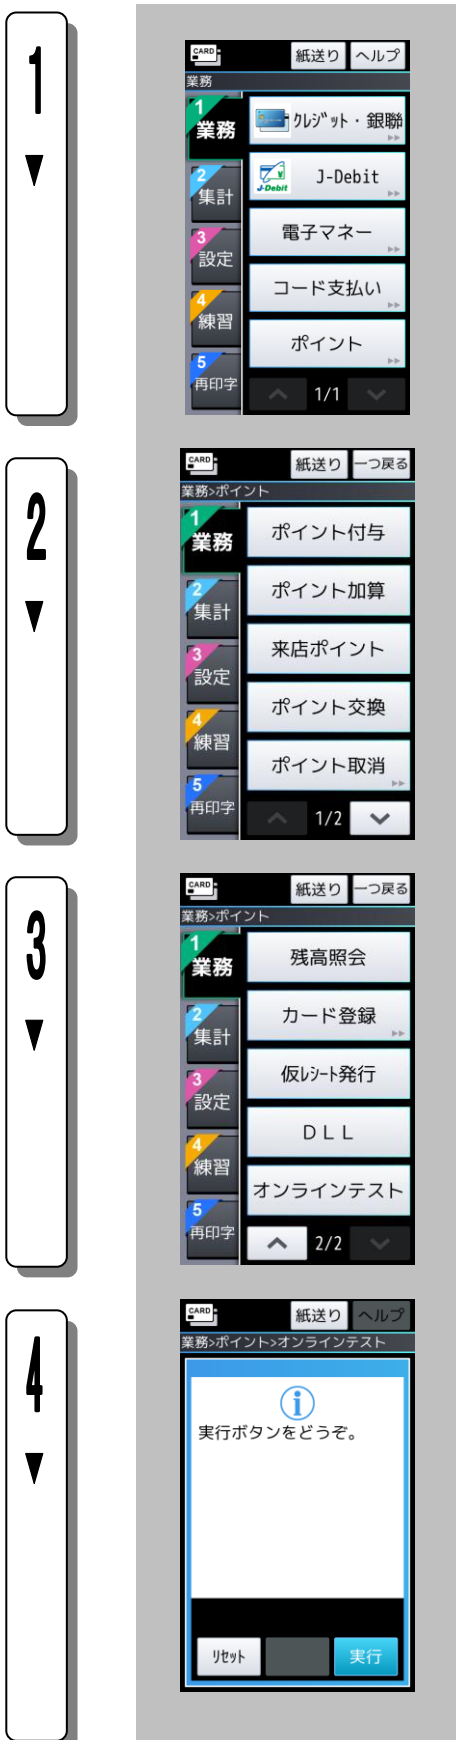 1
▼
CARD
紙送り ヘルプ
業務
1 業務
2 集計
3 設定
4 練習
5 再印字
ｸﾚｼﾞｯﾄ・銀聯
J-Debit J-Debit
電子マネー
コード支払い
ポイント
1/1
2
▼
CARD
紙送り 一つ戻る
業務>ポイント
1 業務
2 集計
3 設定
4 練習
5 再印字
ポイント付与
ポイント加算
来店ポイント
ポイント交換
ポイント取消
1/2
3
▼
CARD
紙送り 一つ戻る
業務>ポイント
1 業務
2 集計
3 設定
4 練習
5 再印字
残高照会
カード登録
仮ﾚｼｰﾄ発行
ＤＬＬ
オンラインテスト
2/2
4
▼
CARD
紙送り ヘルプ
業務>ポイント>オンラインテスト
実行ボタンをどうぞ。
ﾘｾｯﾄ 実行